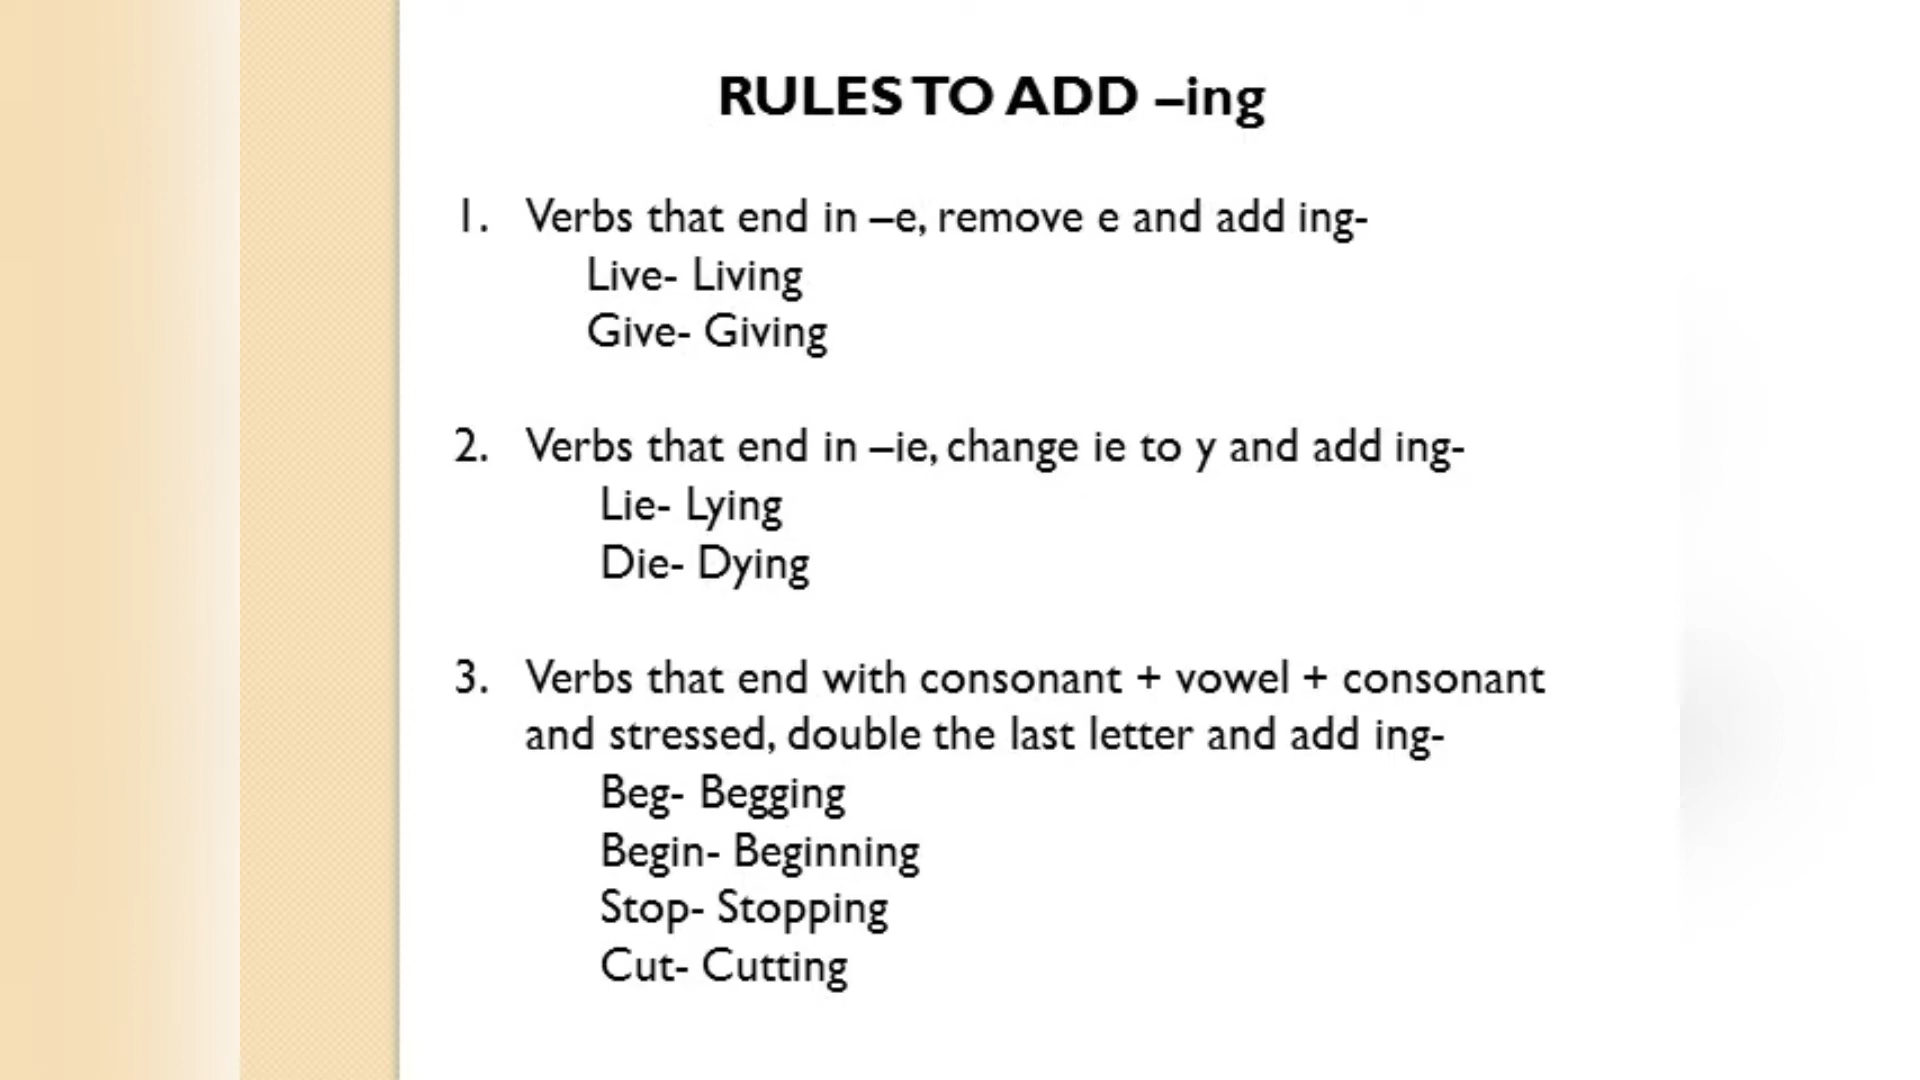 RULES TO ADD –ing
1. Verbs that end in –e, remove e and add ing-
Live- Living
Give- Giving
2. Verbs that end in –ie, change ie to y and add ing-
Lie- Lying
Die- Dying
3. Verbs that end with consonant + vowel + consonant
and stressed, double the last letter and add ing-
Beg- Begging
Begin- Beginning
Stop- Stopping
Cut- Cutting